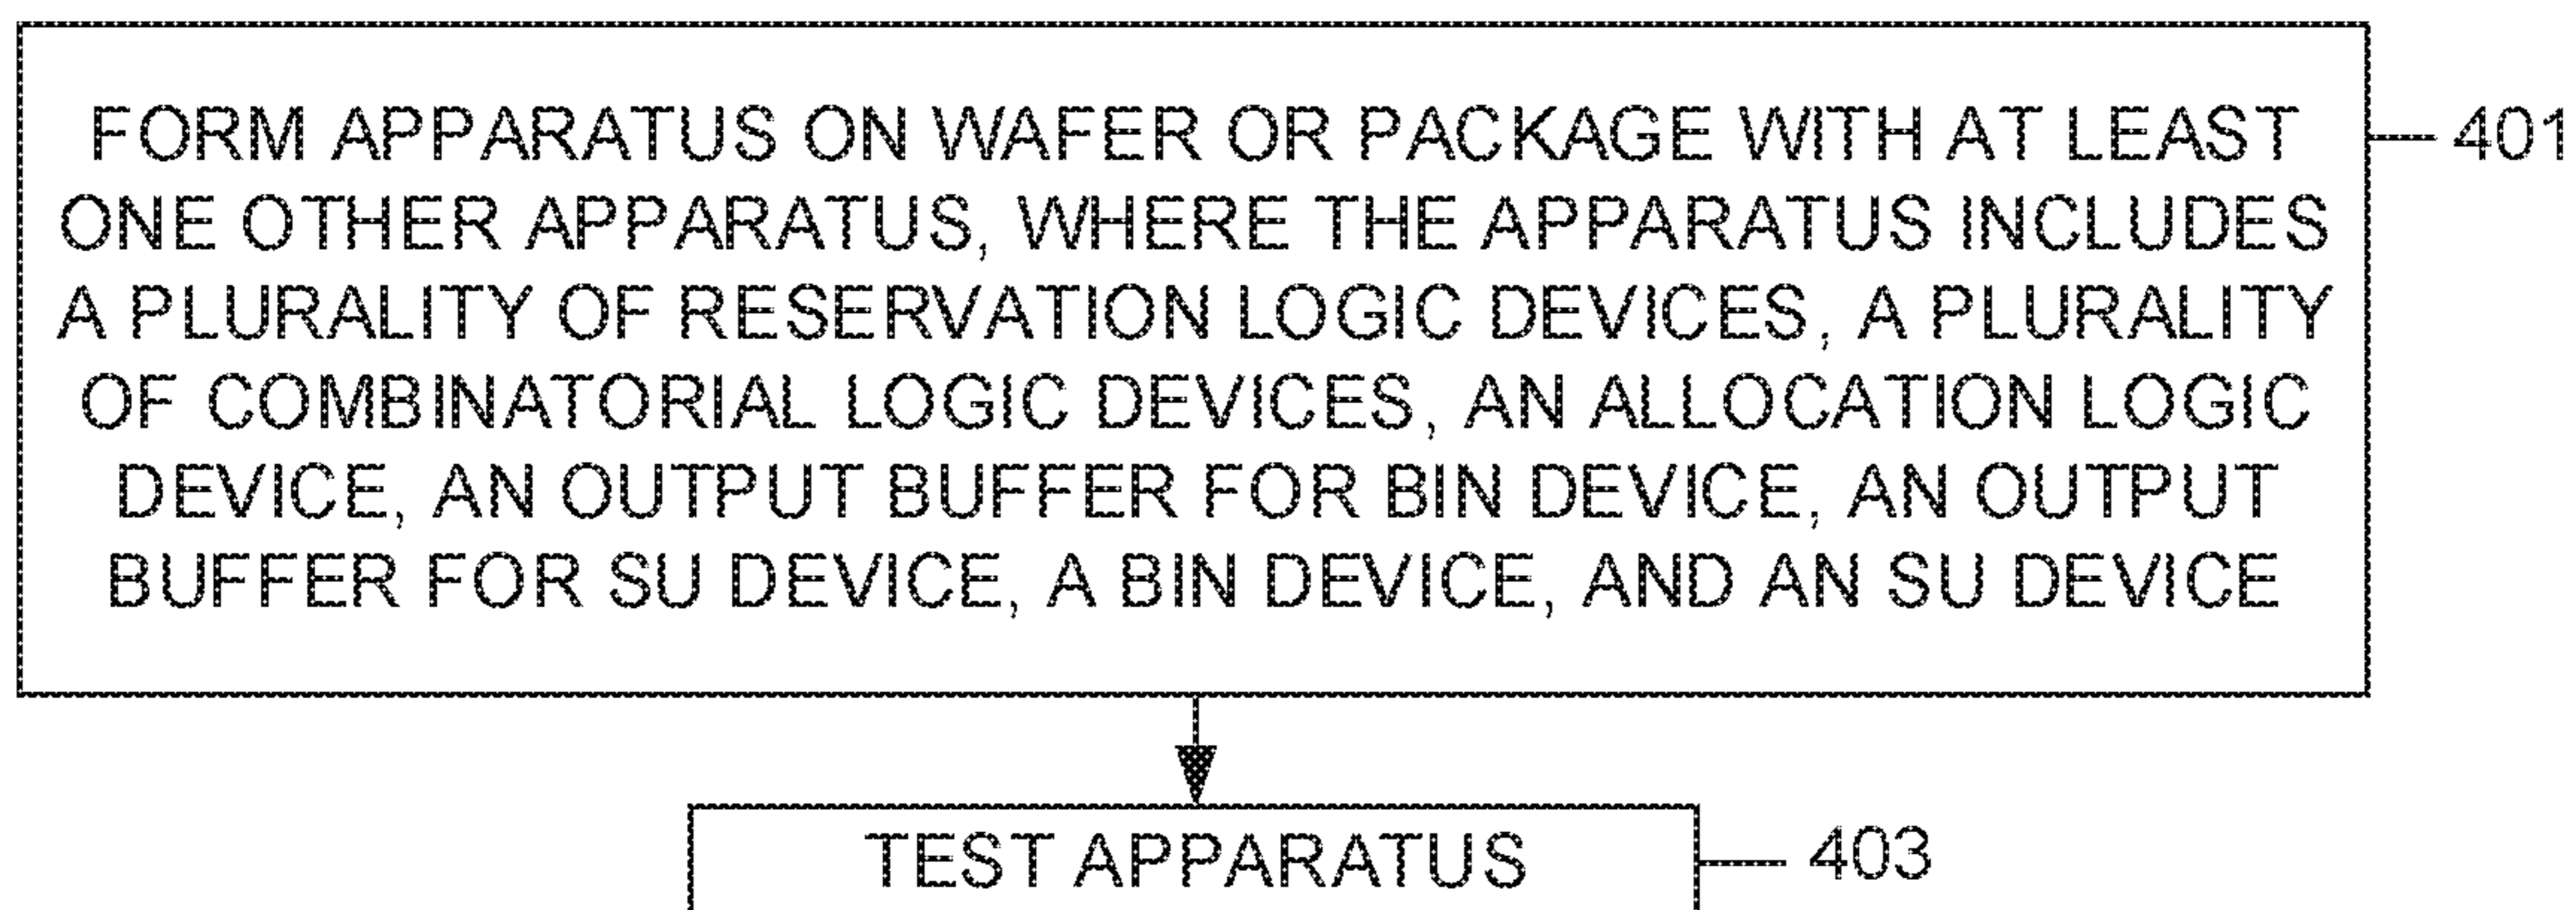 FORM APPARATUS ON WAFER OR PACKAGE WITH AT LEAST
ONE OTHER APPARATUS, WHERE THE APPARATUS INCLUDES
A PLURALITY OF RESERVATION LOGIC DEVICES, A PLURALITY
OF COMBINATORIAL LOGIC DEVICES, AN ALLOCATION LOGIC
DEVICE, AN OUTPUT BUFFER FOR BIN DEVICE, AN OUTPUT
BUFFER FOR SU DEVICE, A BIN DEVICE, AND AN SU DEVICE
401
TEST APPARATUS
403